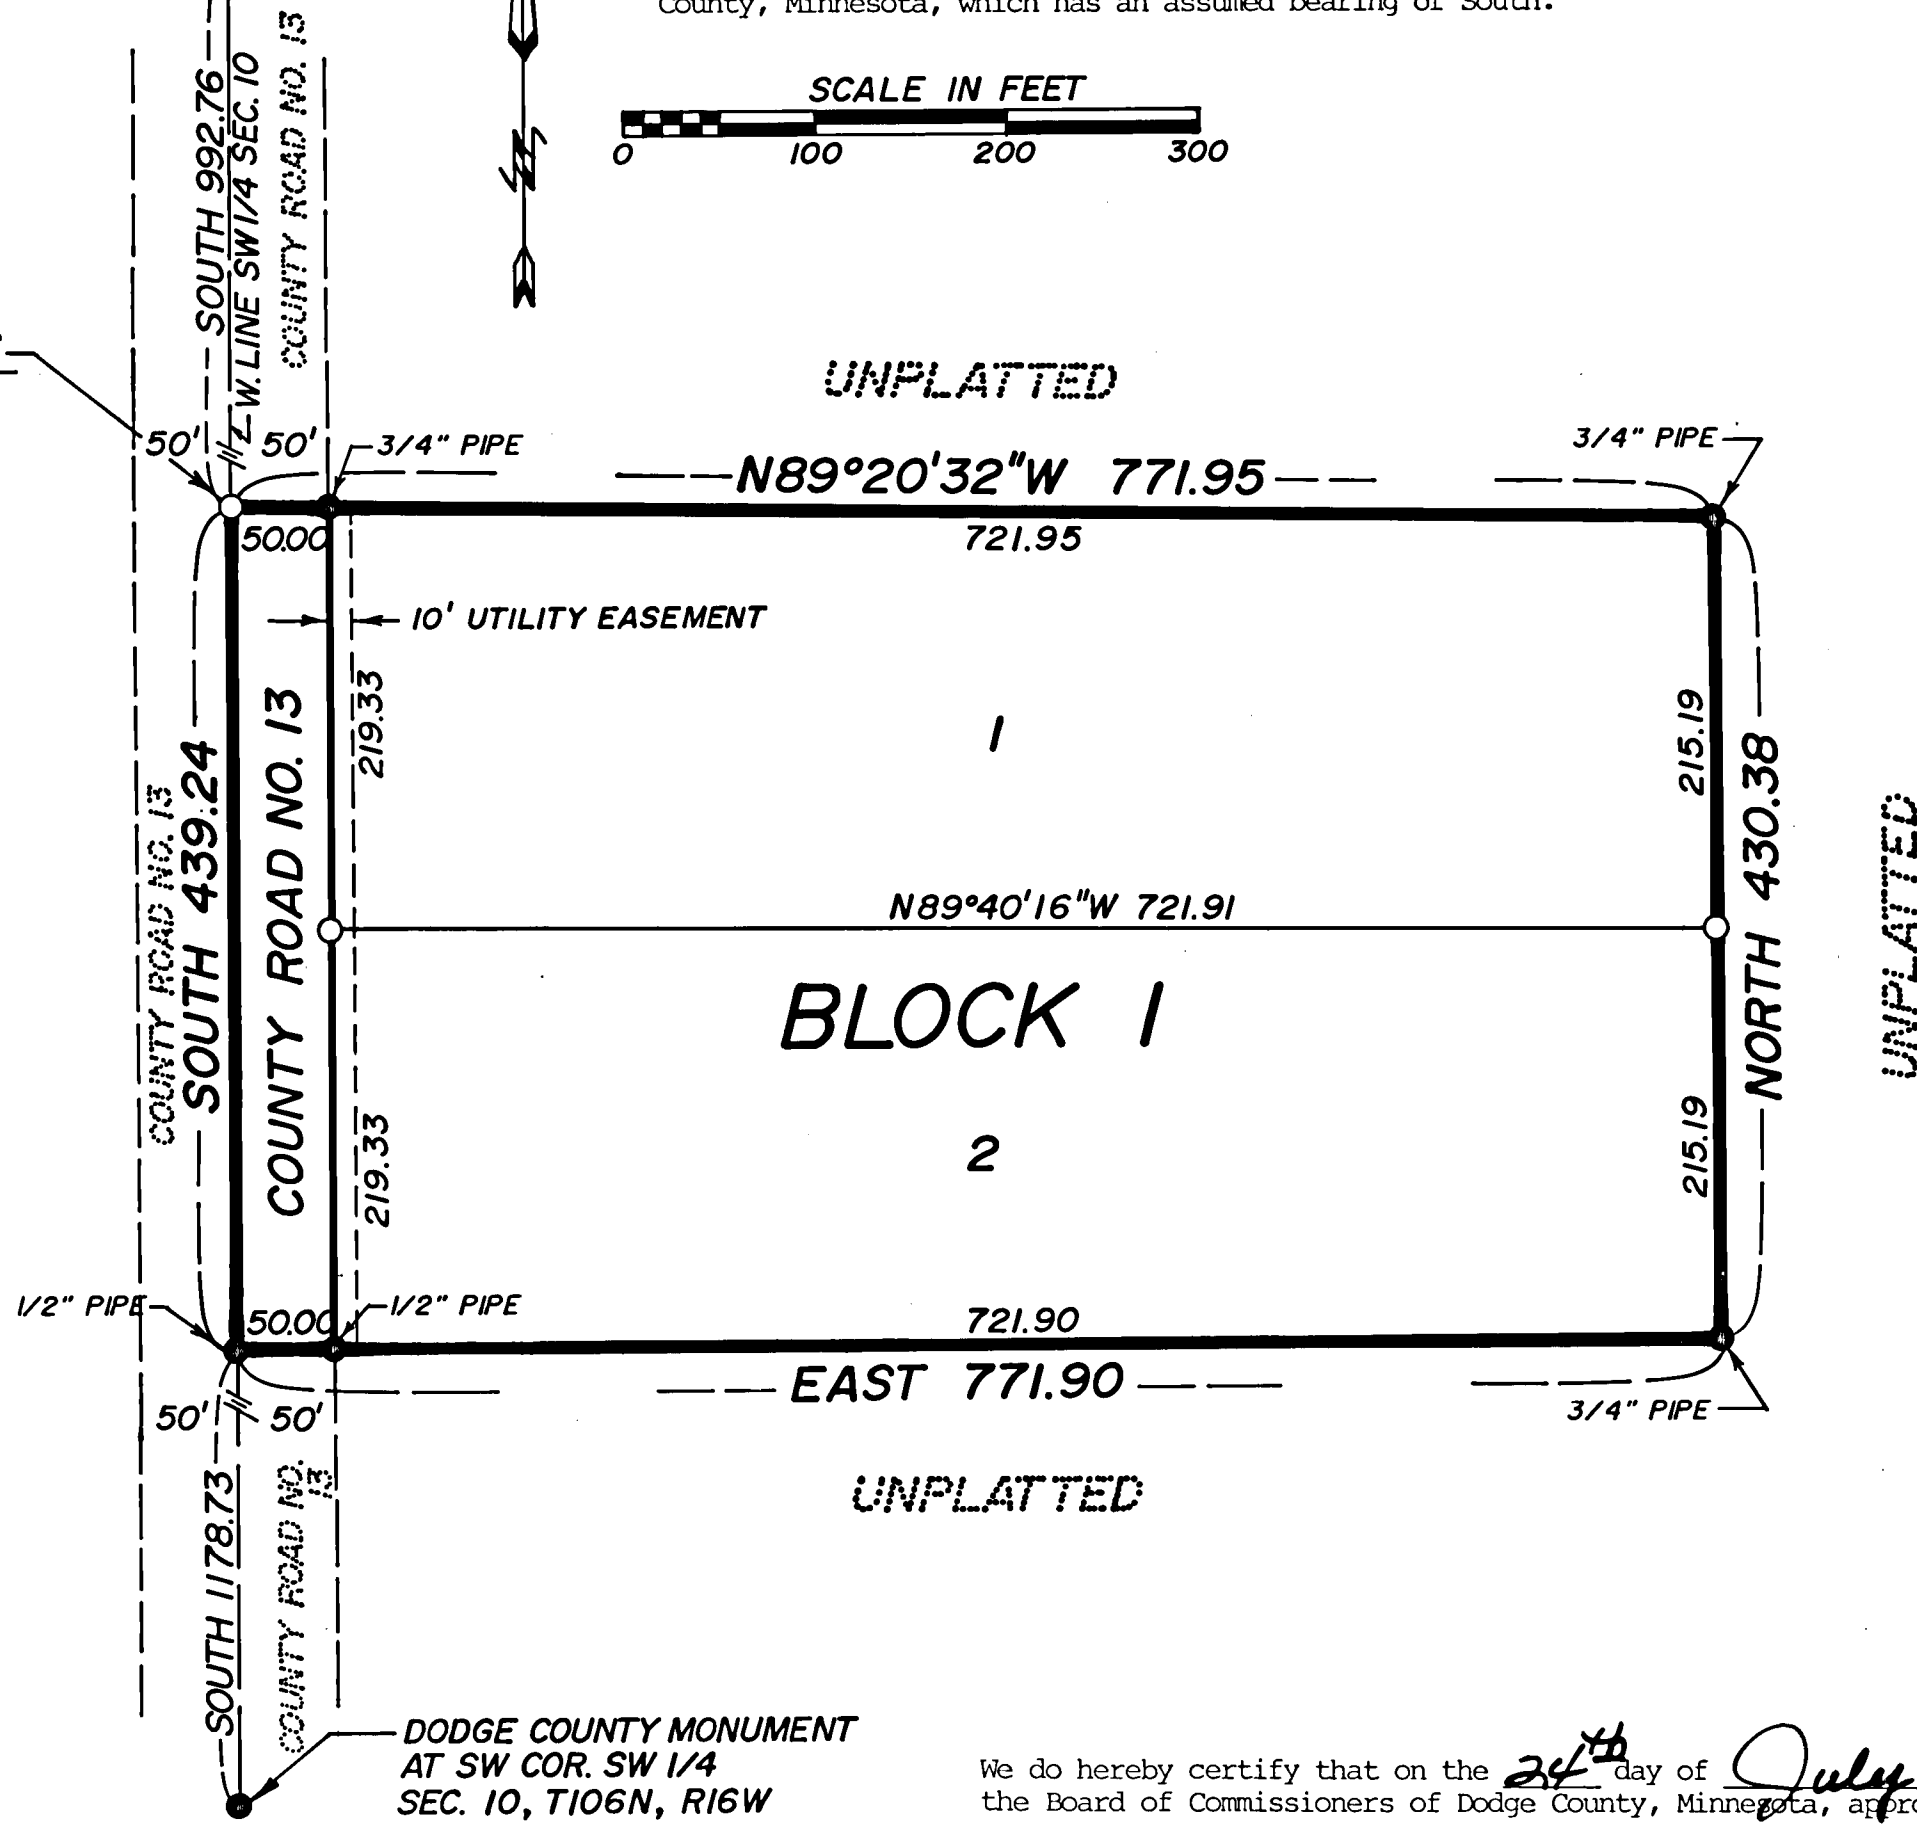 County, Minnesota, which has an assumed bearing of South.
SCALE IN FEET
0 100 200 300
SOUTH 992.76
W. LINE SW1/4 SEC. 10
COUNTY ROAD NO. 13
UNPLATTED
50' 50'
3/4" PIPE
3/4" PIPE
N89°20'32"W 771.95
50.00
721.95
10' UTILITY EASEMENT
219.33
1
215.19
COUNTY ROAD NO. 13
SOUTH 439.24
COUNTY ROAD NO. 13
NORTH 430.38
UNPLATTED
N89°40'16"W 721.91
BLOCK 1
2
219.33
215.19
1/2" PIPE
50.00
1/2" PIPE
721.90
EAST 771.90
50' 50'
3/4" PIPE
SOUTH 1178.73
COUNTY ROAD NO.
13
UNPLATTED
DODGE COUNTY MONUMENT
AT SW COR. SW 1/4
SEC. 10, T106N, R16W
We do hereby certify that on the 24th day of July
the Board of Commissioners of Dodge County, Minnesota, appro